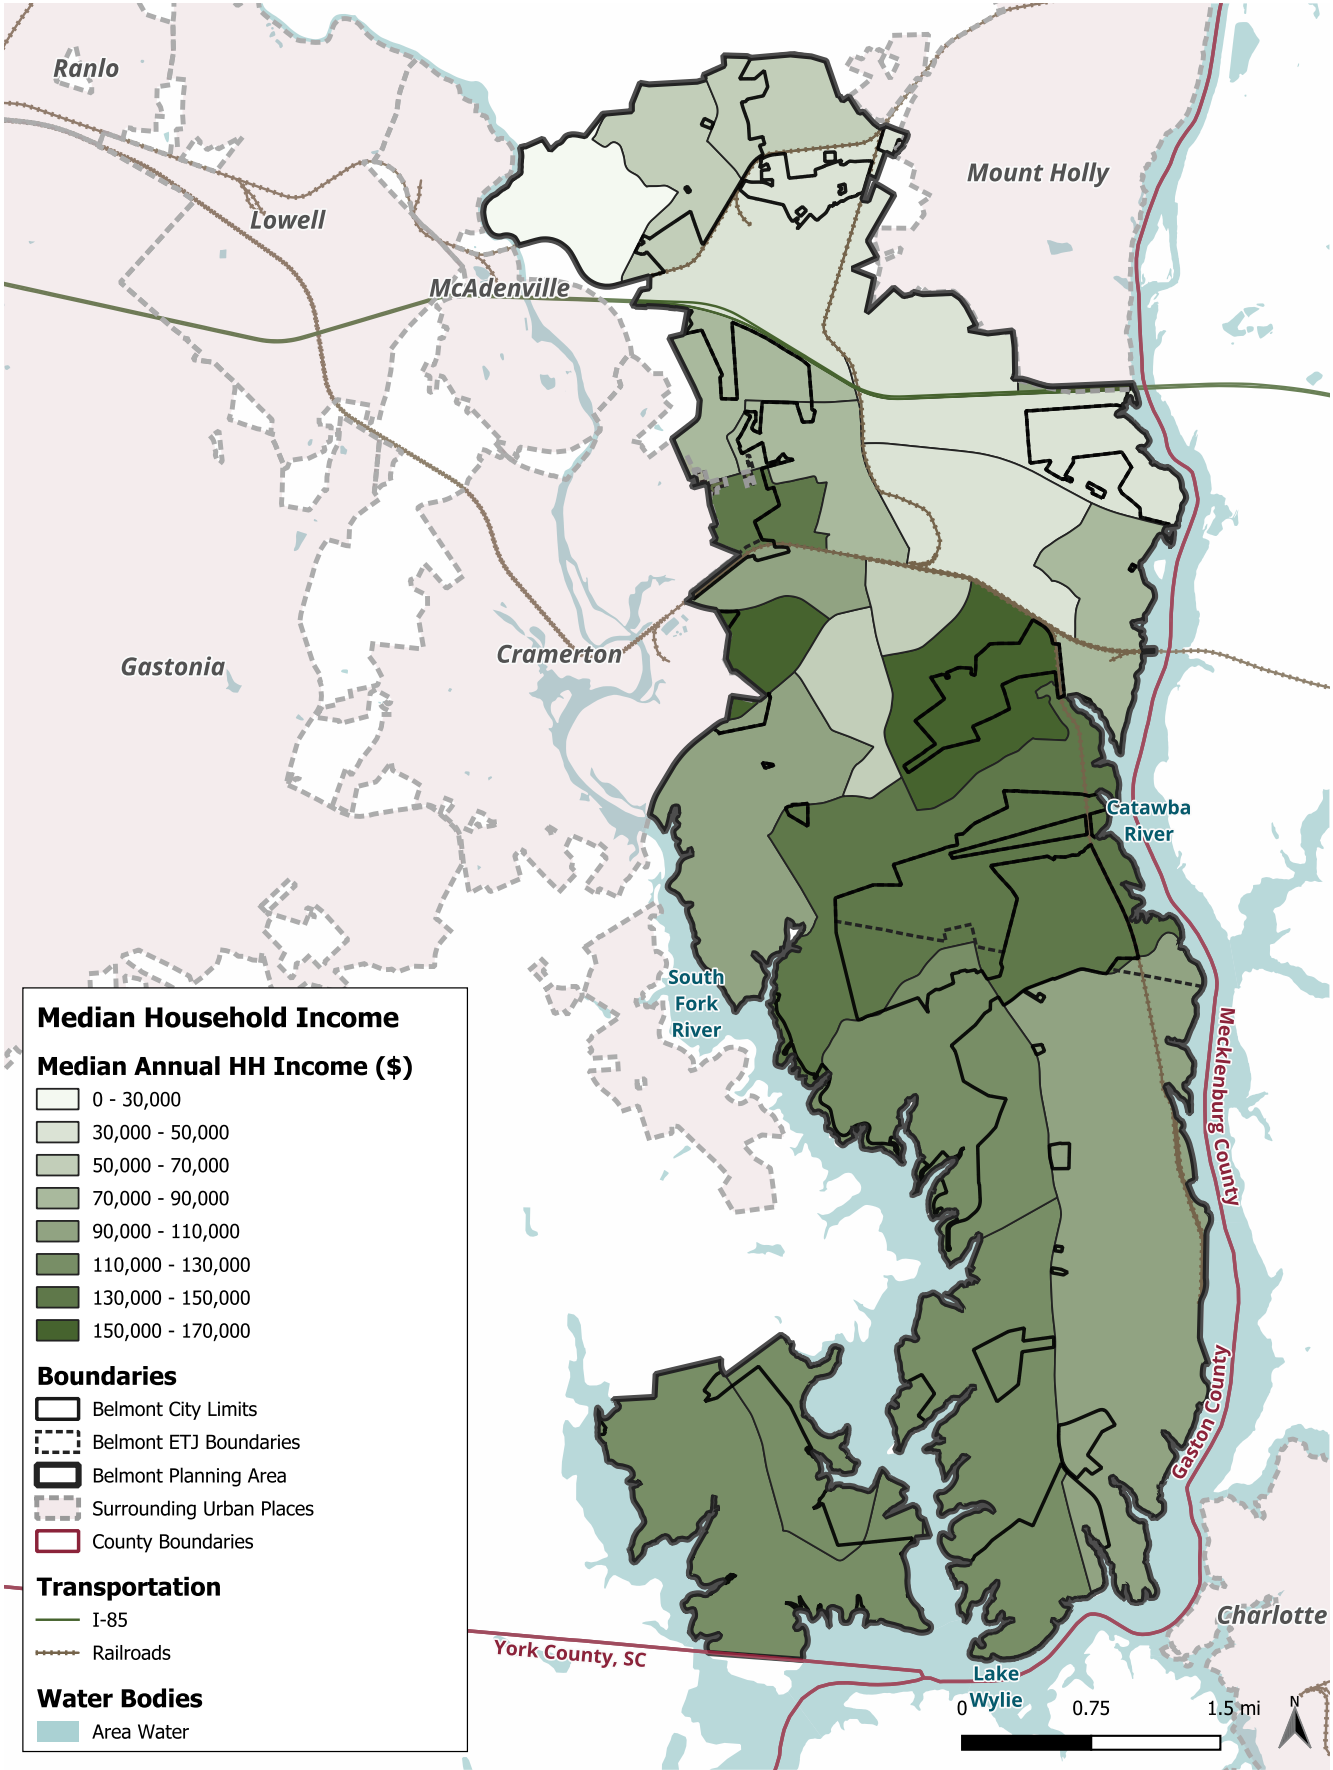 Ranlo
Mount Holly
Lowell
McAdenville
Cramerton
Gastonia
Catawba
River
South
Fork
River
Mecklenburg County
Gaston County
Median Household Income
Median Annual HH Income ($)
0 - 30,000
30,000 - 50,000
50,000 - 70,000
70,000 - 90,000
90,000 - 110,000
110,000 - 130,000
130,000 - 150,000
150,000 - 170,000
Boundaries
Belmont City Limits
Belmont ETJ Boundaries
Belmont Planning Area
Surrounding Urban Places
County Boundaries
Transportation
I-85
Railroads
Water Bodies
Area Water
York County, SC
Charlotte
Lake
Wylie
0 0.75 1.5 mi
N